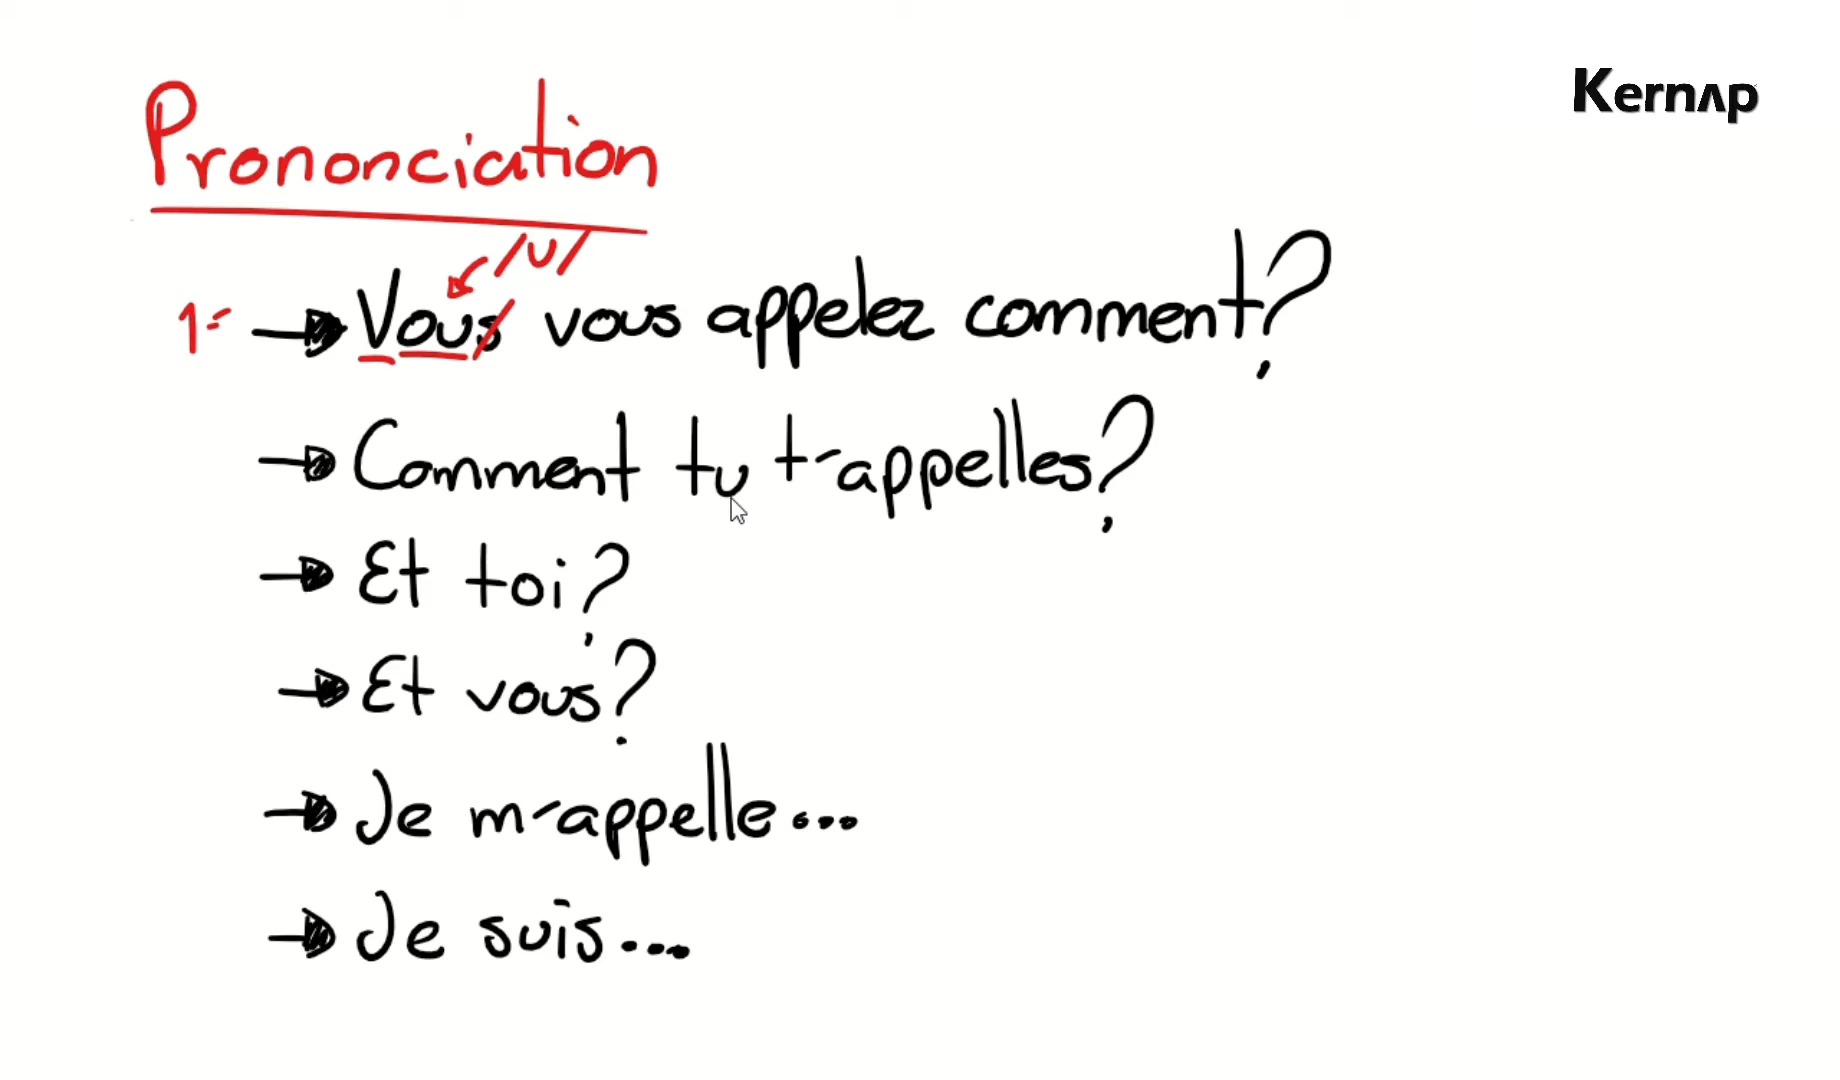 Kernap
Prononciation
/u/
1= → Vous vous appelez comment?
→ Comment tu t'appelles?
→ Et toi?
→ Et vous?
→ Je m'appelle...
→ Je suis...